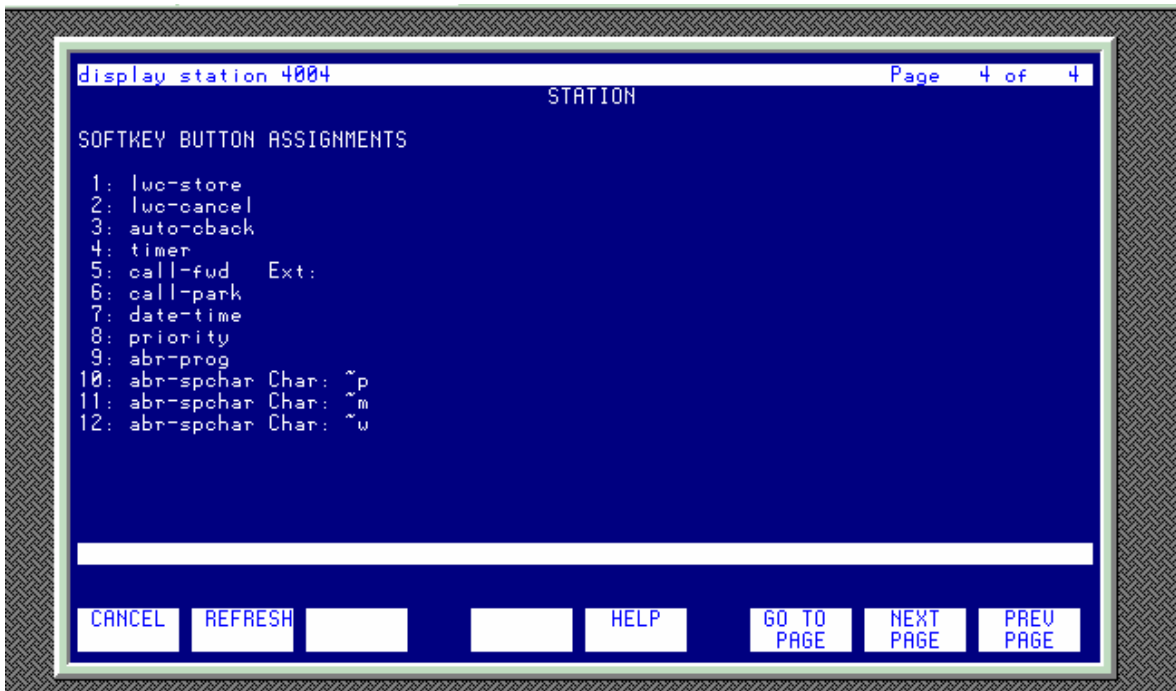 display station 4004 Page 4 of 4
STATION
SOFTKEY BUTTON ASSIGNMENTS
1: lwc-store
2: lwc-cancel
3: auto-cback
4: timer
5: call-fwd Ext:
6: call-park
7: date-time
8: priority
9: abr-prog
10: abr-spchar Char: ~p
11: abr-spchar Char: ~m
12: abr-spchar Char: ~w
CANCEL REFRESH HELP GO TO PAGE NEXT PAGE PREV PAGE